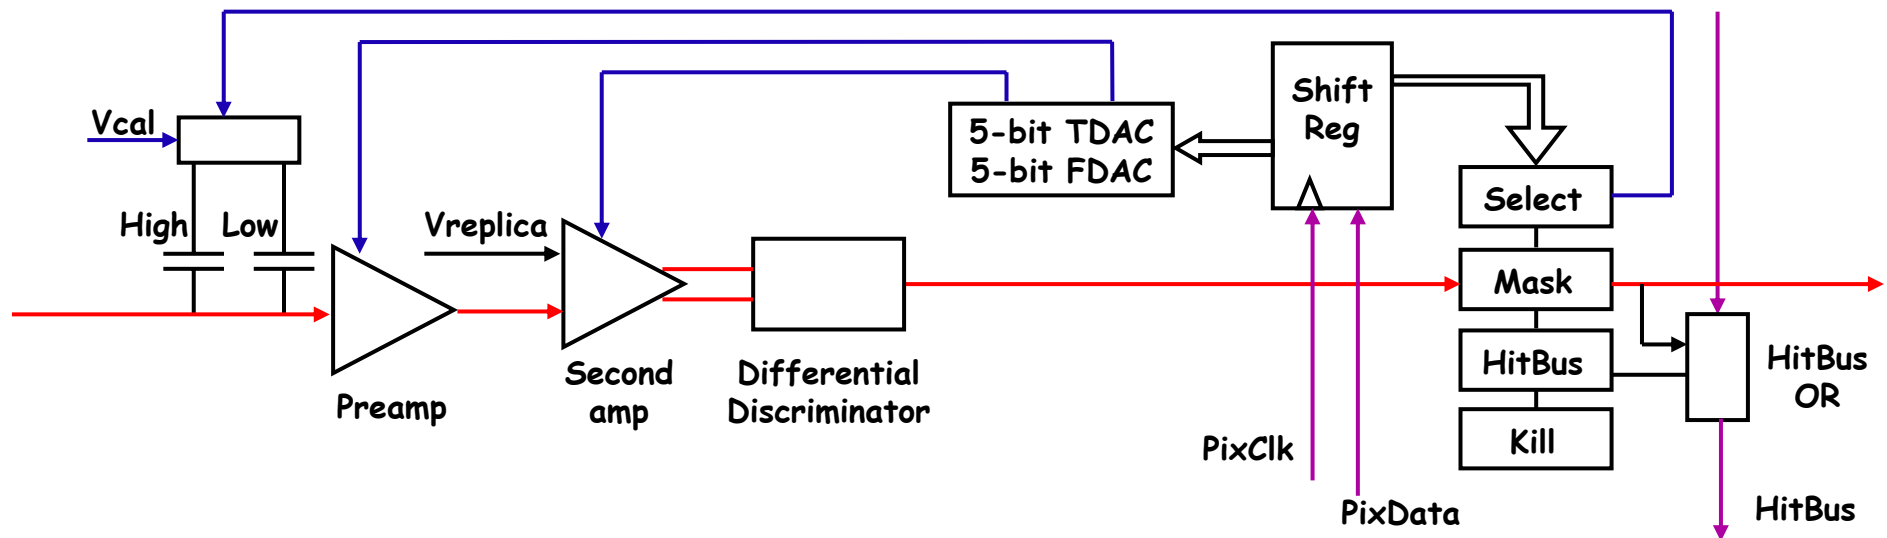 Vcal
High
Low
Vreplica
Preamp
Second
amp
Differential
Discriminator
5-bit TDAC
5-bit FDAC
Shift
Reg
PixClk
PixData
Select
Mask
HitBus
Kill
HitBus
OR
HitBus